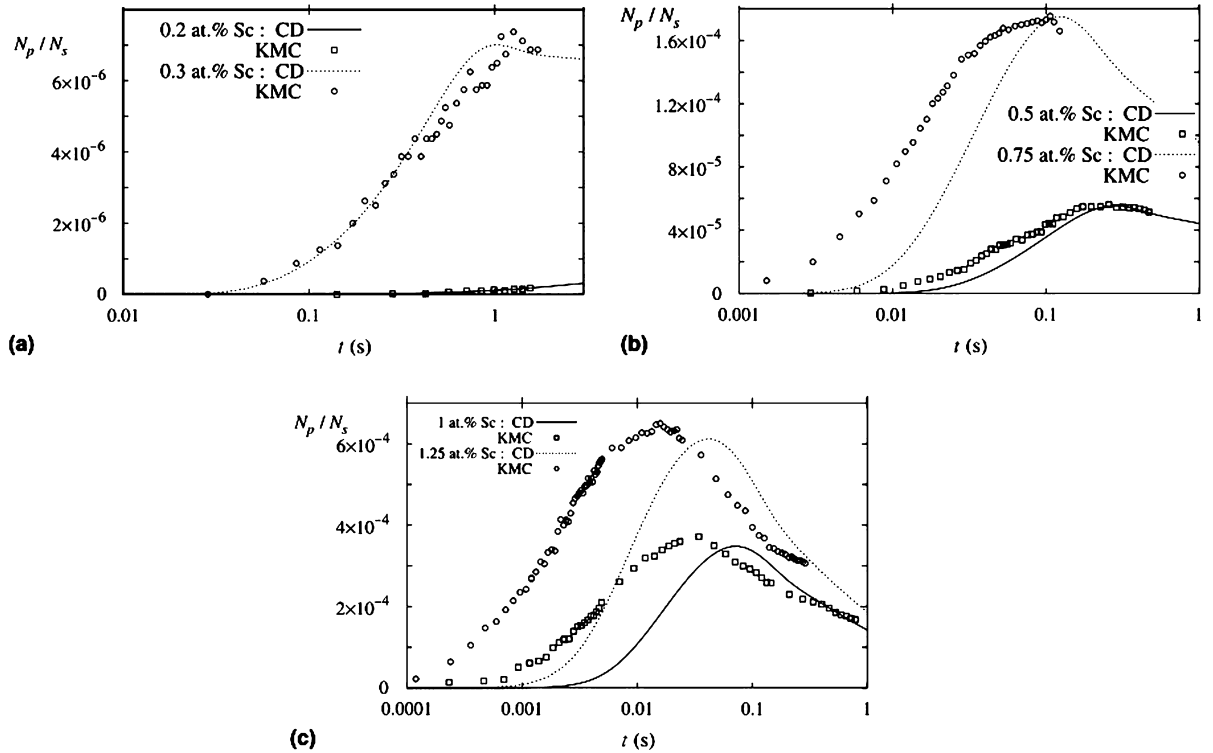 N_p / N_s
0.2 at.% Sc : CD
KMC
0.3 at.% Sc : CD
KMC
6×10⁻⁶
4×10⁻⁶
2×10⁻⁶
0
0.01 0.1 1
(a) t (s)
N_p / N_s
1.6×10⁻⁴
1.2×10⁻⁴
8×10⁻⁵
4×10⁻⁵
0
0.5 at.% Sc : CD
KMC
0.75 at.% Sc : CD
KMC
0.001 0.01 0.1 1
(b) t (s)
N_p / N_s
1 at.% Sc : CD
KMC
1.25 at.% Sc : CD
KMC
6×10⁻⁴
4×10⁻⁴
2×10⁻⁴
0
0.0001 0.001 0.01 0.1 1
(c) t (s)